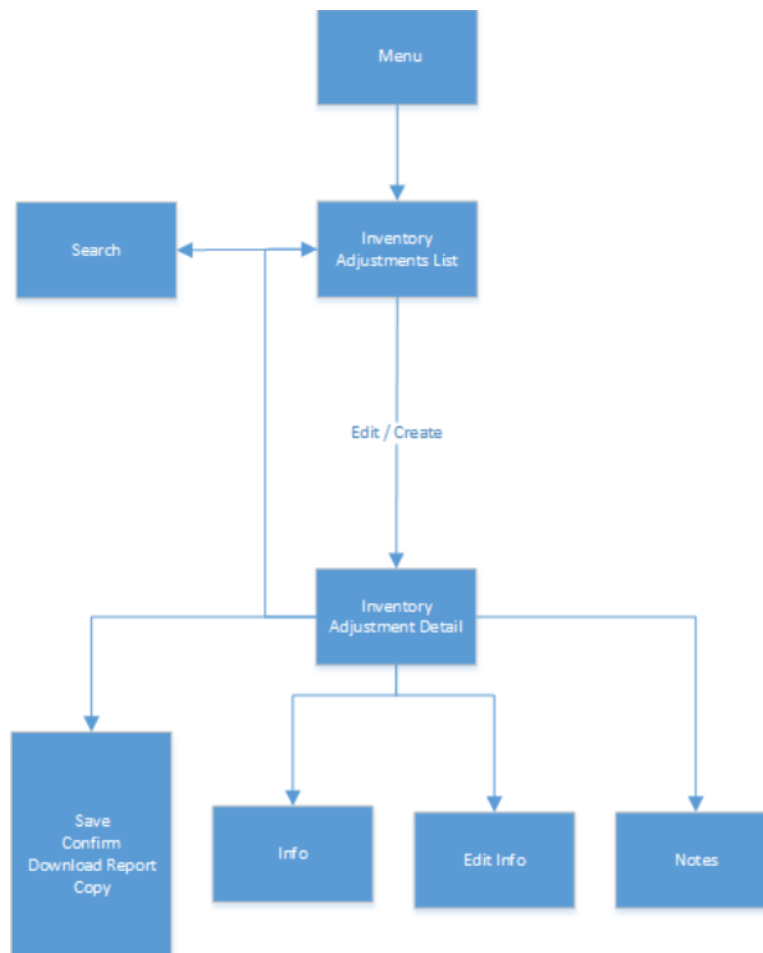 Menu
Search
Inventory
Adjustments List
Edit / Create
Inventory
Adjustment Detail
Save
Confirm
Download Report
Copy
Info
Edit Info
Notes